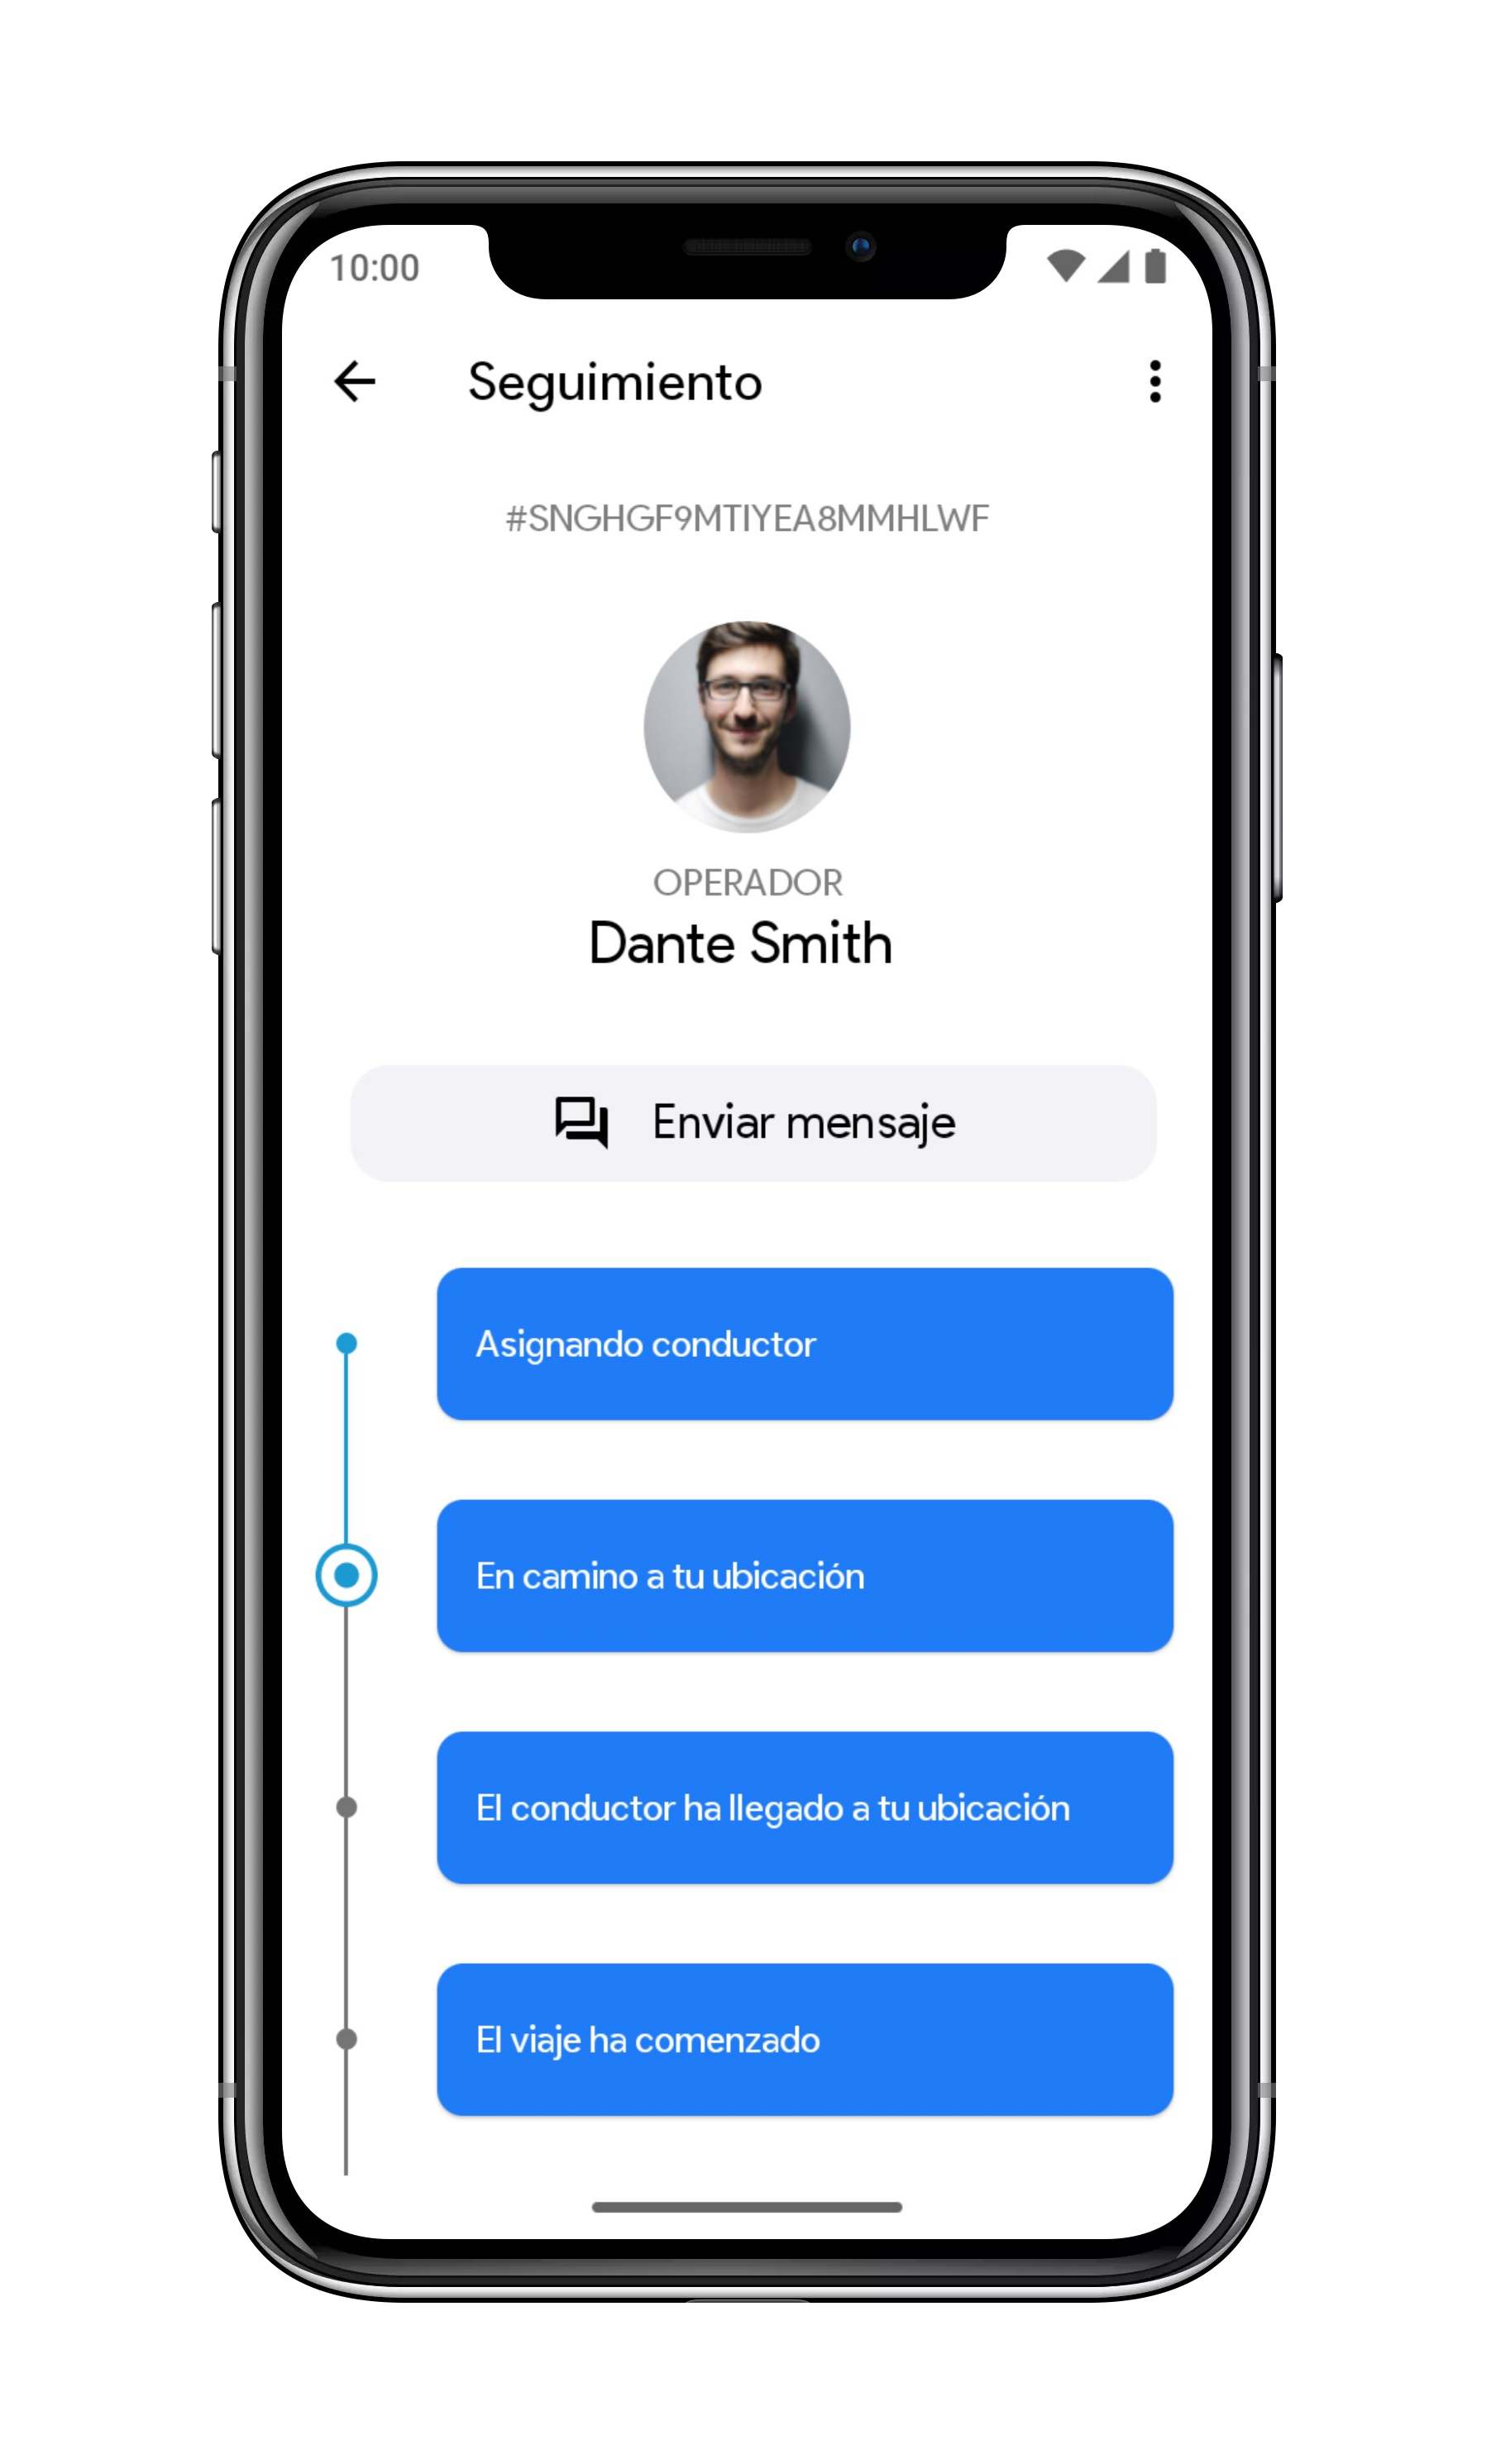 10:00
Seguimiento
#SNGHGF9MTIYEA8MMHLWF
OPERADOR
Dante Smith
Enviar mensaje
Asignando conductor
En camino a tu ubicación
El conductor ha llegado a tu ubicación
El viaje ha comenzado